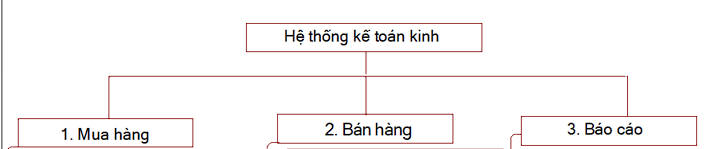 Hệ thống kế toán kinh
1. Mua hàng
2. Bán hàng
3. Báo cáo